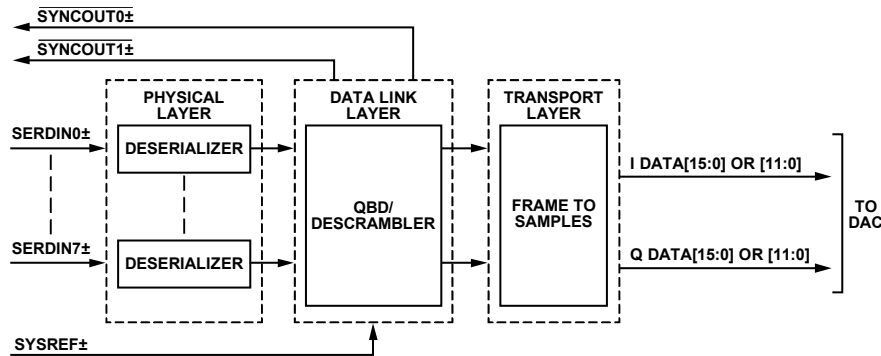 SYNCOUT0±
SYNCOUT1±
PHYSICAL
LAYER
DATA LINK
LAYER
TRANSPORT
LAYER
SERDIN0±
DESERIALIZER
I DATA[15:0] OR [11:0]
QBD/
DESCRAMBLER
FRAME TO
SAMPLES
TO
DAC
SERDIN7±
DESERIALIZER
Q DATA[15:0] OR [11:0]
SYSREF±